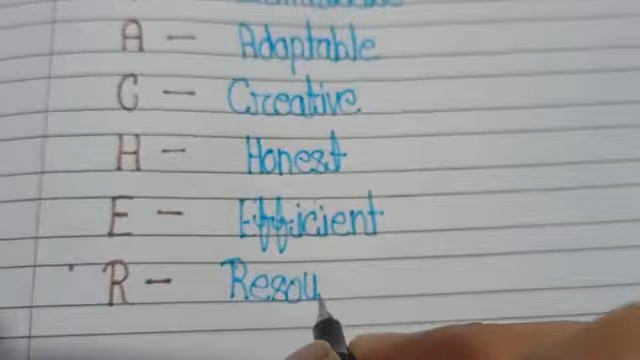 A - Adaptable
C - Creative
H - Honest
E - Efficient
R - Resou